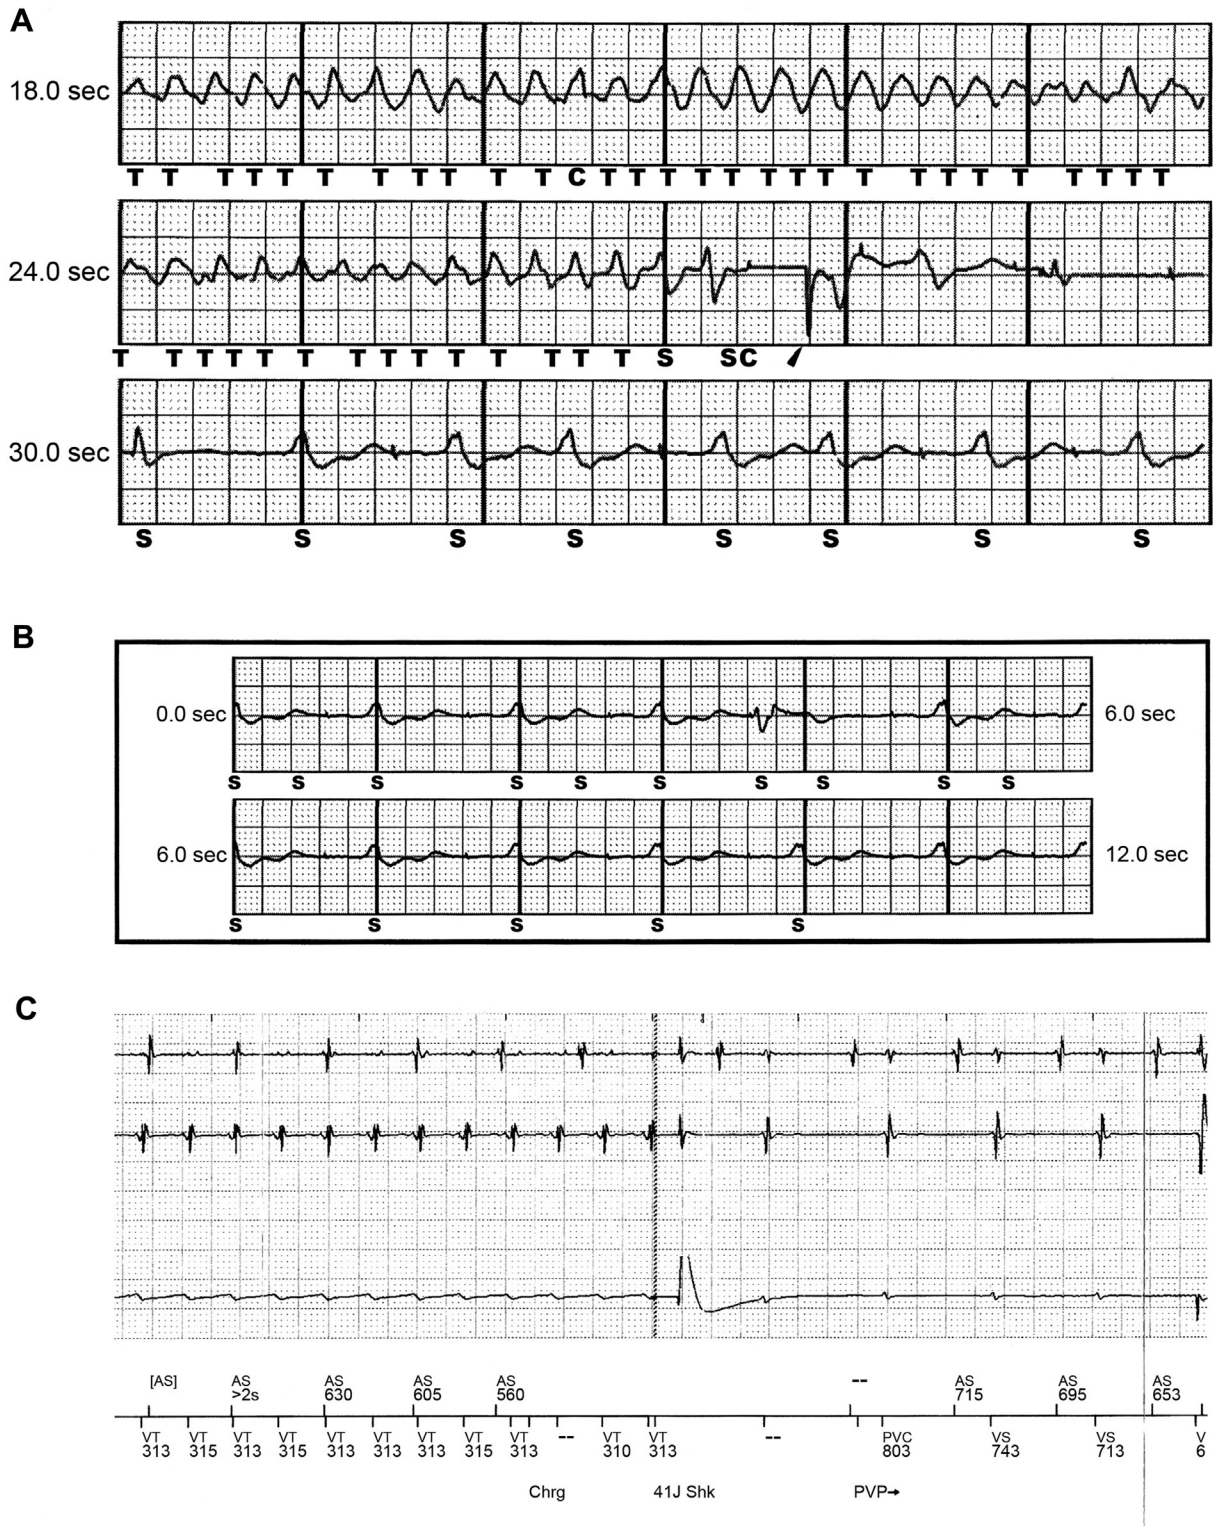 A
18.0 sec
T T T T T T T T T T T C T T T T T T T T T T T T T T T T T
24.0 sec
T T T T T T T T T T T T T T S S C
30.0 sec
S S S S S S S S
B
0.0 sec 6.0 sec
S S S S S S S S S S
6.0 sec 12.0 sec
S S S S S
C
[AS] AS AS AS AS -- AS AS AS
>2s 630 605 560 715 695 653
VT VT VT VT VT VT VT VT VT -- VT VT -- PVC VS VS V
313 315 313 315 313 313 313 315 313 310 313 803 743 713 6
Chrg 41J Shk PVP→